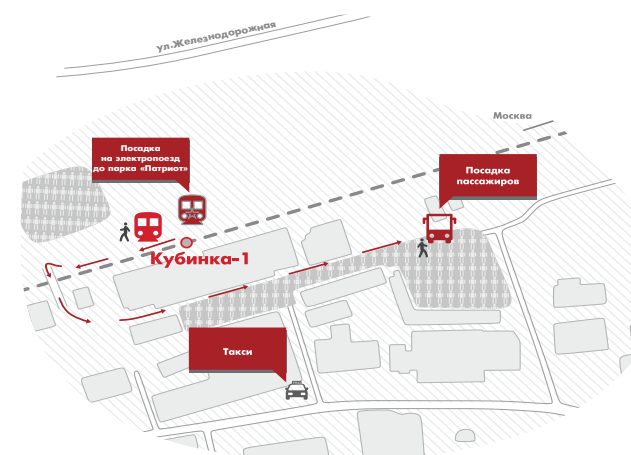 ул.Железнодорожная
Москва
Посадка
на электропоезд
до парка «Патриот»
Посадка
пассажиров
Кубинка-1
Такси